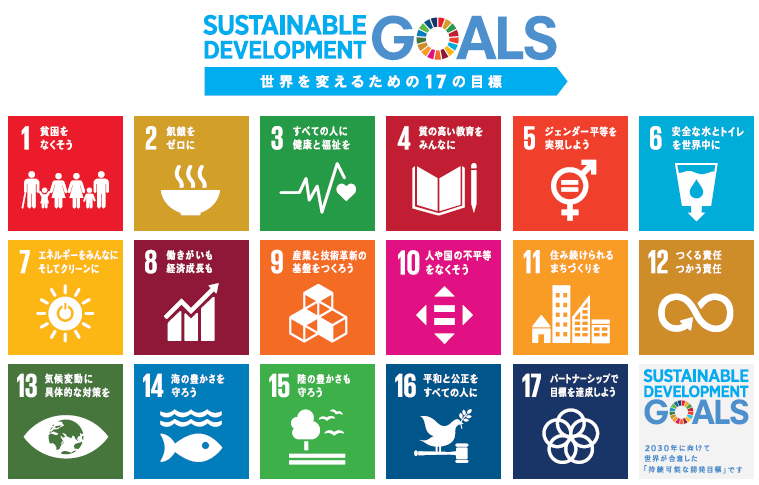 SUSTAINABLE
DEVELOPMENT
GOALS
世界を変えるための17の目標
1
貧困を
なくそう
2
飢餓を
ゼロに
3
すべての人に
健康と福祉を
4
質の高い教育を
みんなに
5
ジェンダー平等を
実現しよう
6
安全な水とトイレ
を世界中に
7
エネルギーをみんなに
そしてクリーンに
8
働きがいも
経済成長も
9
産業と技術革新の
基盤をつくろう
10
人や国の不平等
をなくそう
11
住み続けられる
まちづくりを
12
つくる責任
つかう責任
13
気候変動に
具体的な対策を
14
海の豊かさを
守ろう
15
陸の豊かさも
守ろう
16
平和と公正を
すべての人に
17
パートナーシップで
目標を達成しよう
SUSTAINABLE
DEVELOPMENT
GOALS
2030年に向けて
世界が合意した
「持続可能な開発目標」です